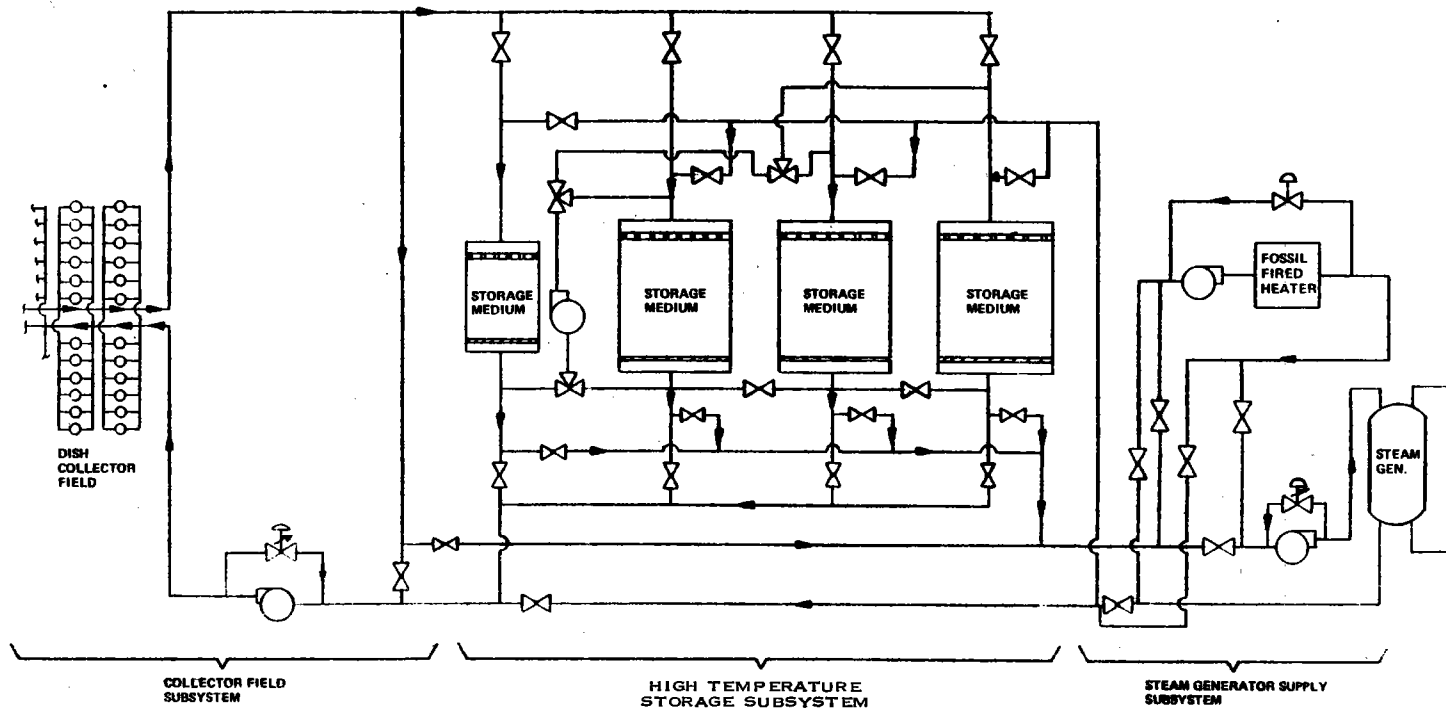 DISH
COLLECTOR
FIELD
STORAGE
MEDIUM
STORAGE
MEDIUM
STORAGE
MEDIUM
STORAGE
MEDIUM
FOSSIL
FIRED
HEATER
STEAM
GEN.
COLLECTOR FIELD
SUBSYSTEM
HIGH TEMPERATURE
STORAGE SUBSYSTEM
STEAM GENERATOR SUPPLY
SUBSYSTEM